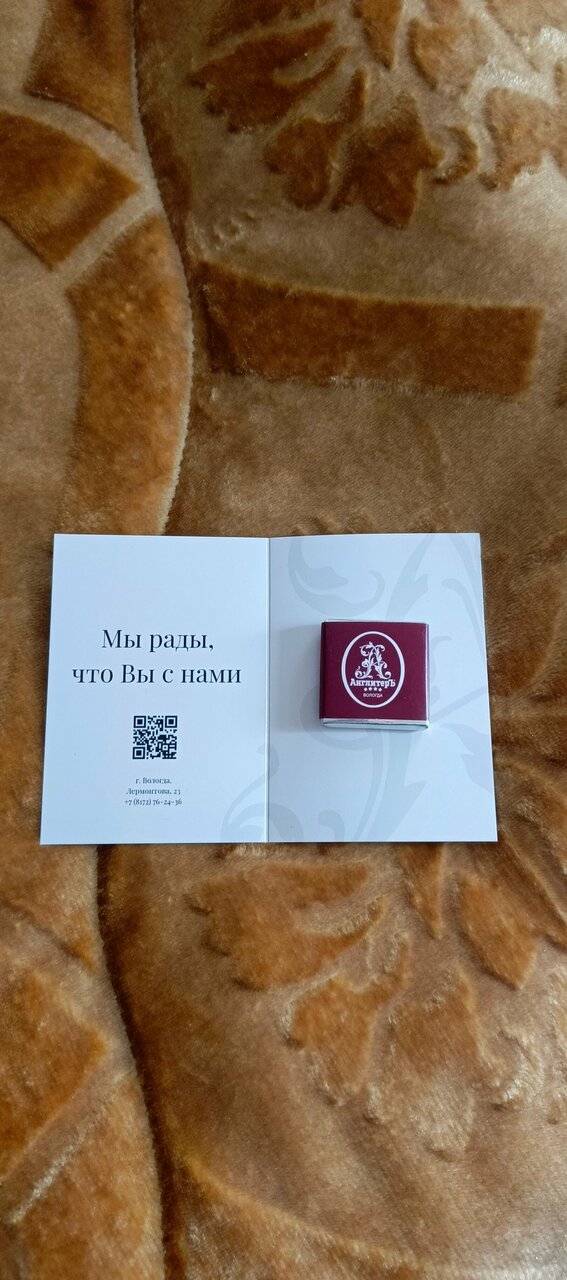 Мы рады,
что Вы с нами
г. Вологда,
Лермонтова, 23
+7 (8172) 76-24-36
АнглитерЪ
ВОЛОГДА